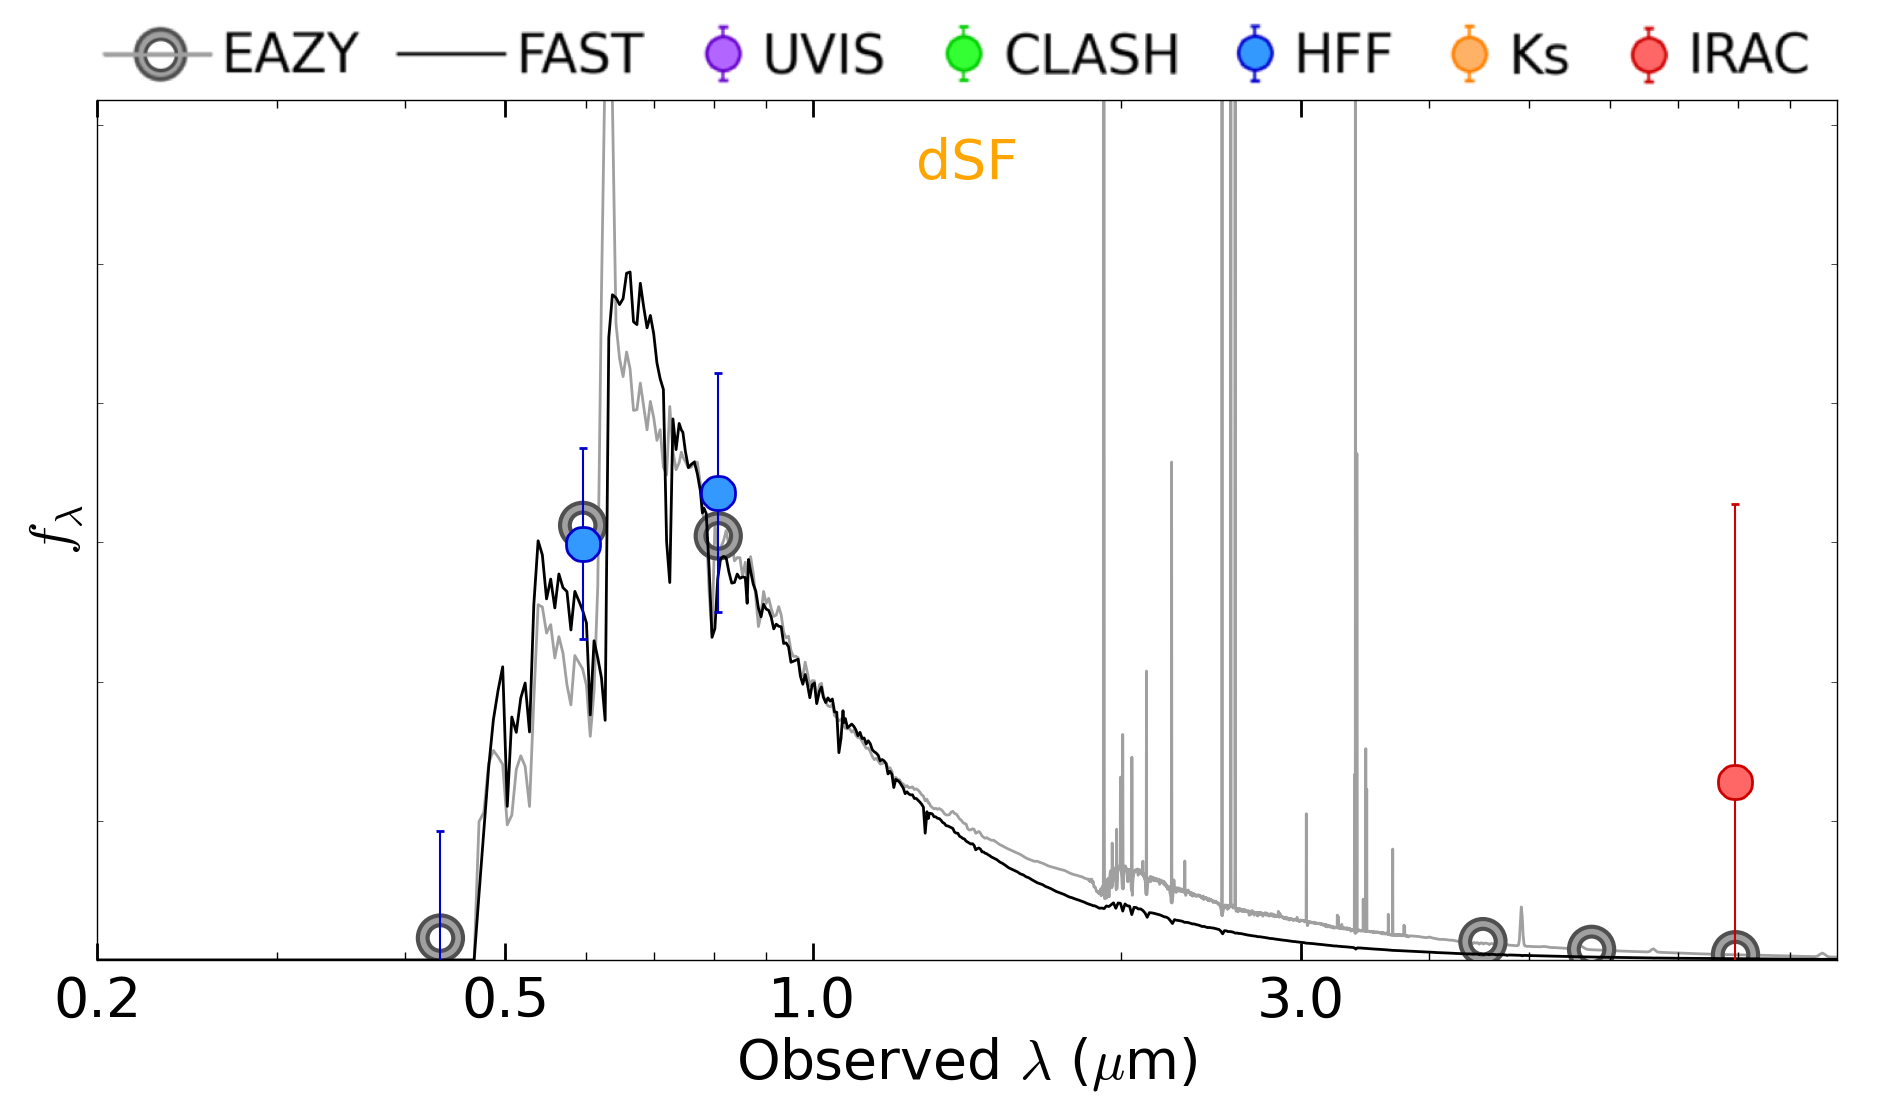 EAZY FAST UVIS CLASH HFF Ks IRAC
dSF
f_λ
0.2 0.5 1.0 3.0
Observed λ (μm)